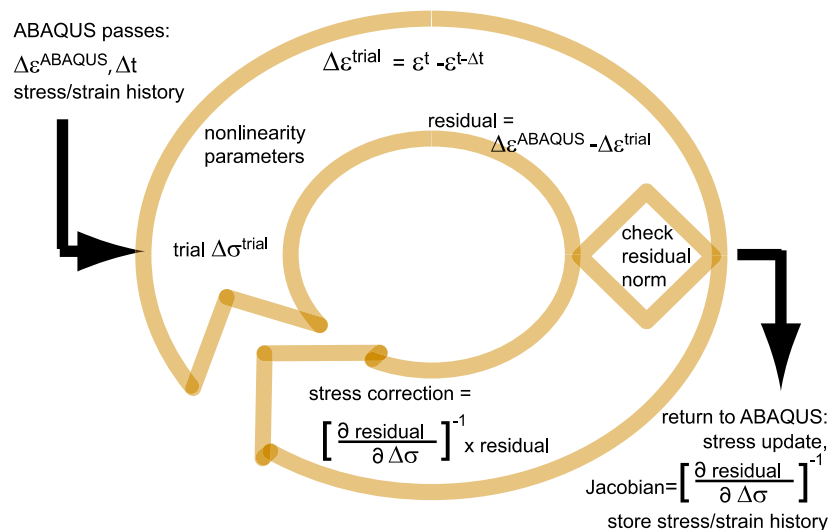 ABAQUS passes:
Δε^ABAQUS, Δt
stress/strain history
Δε^trial = ε^t - ε^t-Δt
residual =
Δε^ABAQUS - Δε^trial
nonlinearity
parameters
trial Δσ^trial
check
residual
norm
stress correction =
[∂ residual / ∂ Δσ]^-1 x residual
return to ABAQUS:
stress update,
Jacobian=[∂ residual / ∂ Δσ]^-1
store stress/strain history